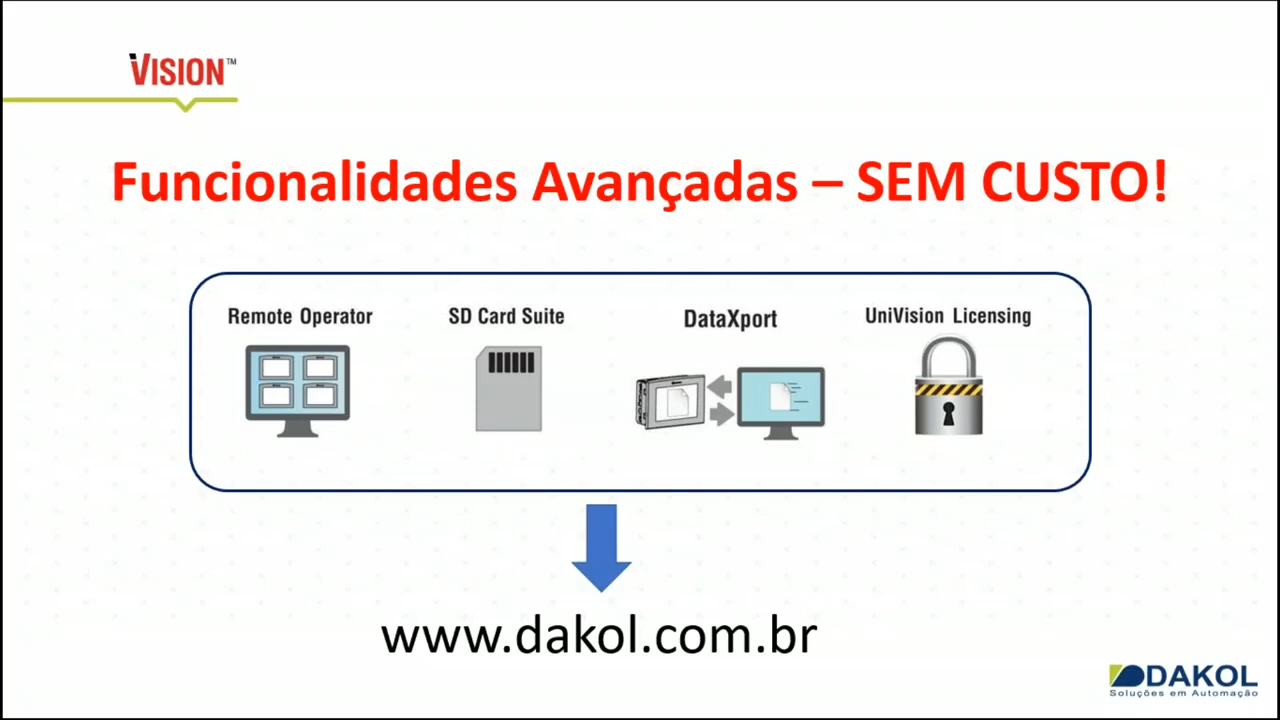 VISION™
Funcionalidades Avançadas – SEM CUSTO!
Remote Operator
SD Card Suite
DataXport
UniVision Licensing
www.dakol.com.br
DAKOL
Soluções em Automação